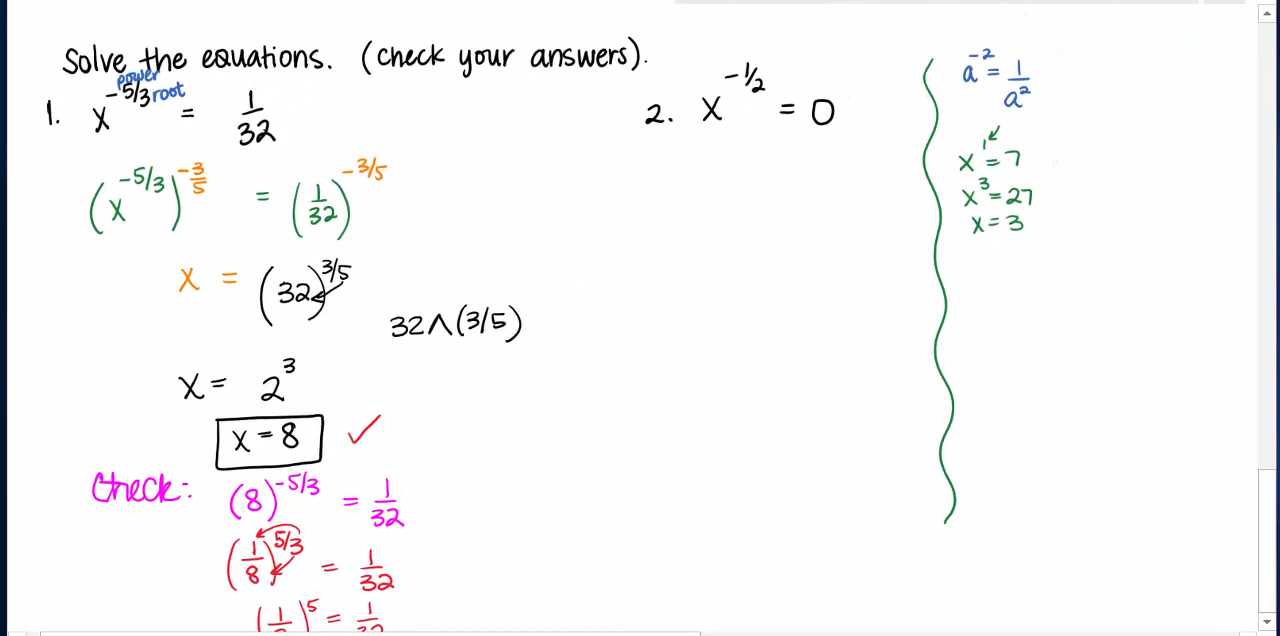 Solve the equations. (check your answers).
1. x^-5/3 = 1/32
power
root
(x^-5/3)^-3/5 = (1/32)^-3/5
x = (32)^3/5
32^(3/5)
x = 2^3
x = 8 ✓
Check: (8)^-5/3 = 1/32
(1/8)^5/3 = 1/32
2. x^-1/2 = 0
a^-2 = 1/a^2
x^1 = 7
x^3 = 27
x = 3